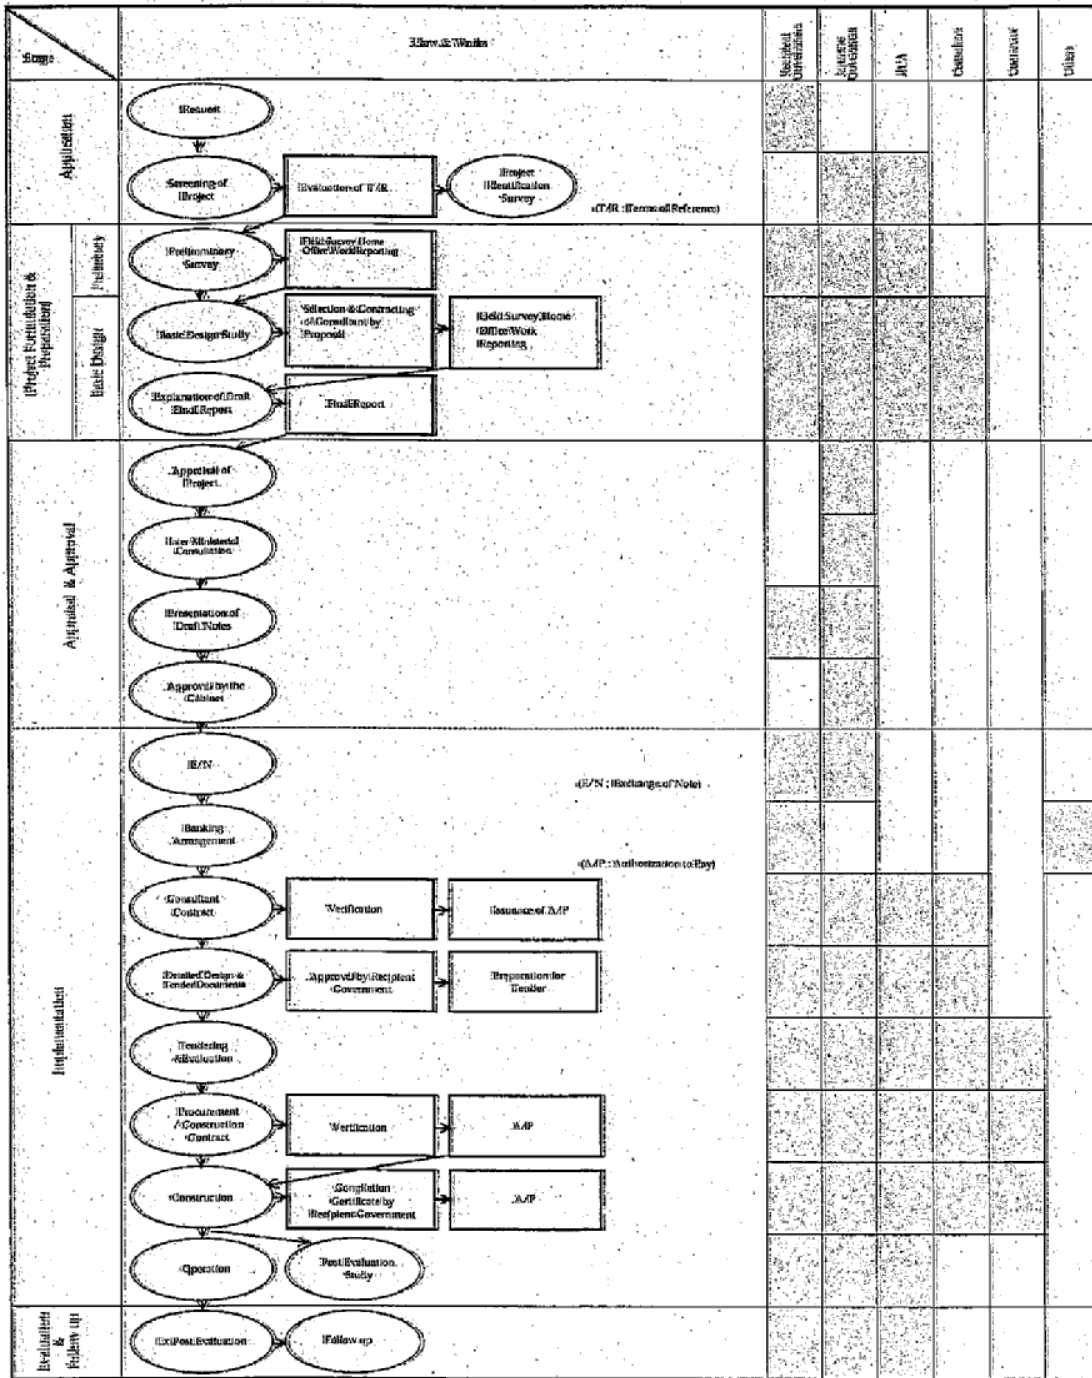 Stage
Flow & Works
Recipient
Government
Japanese
Government
JICA
Consultant
Contractor
Others
Application
Request
Screening of
Project
Evaluation of T/R
Project
Identification
Survey
(T/R : Terms of Reference)
(Project Formulation &
Preparation)
Preliminary
Preliminary
Survey
Field Survey Home
Office Work Reporting
Basic Design
Basic Design Study
Selection & Contracting
of Consultant by
Proposal
Field Survey Home
Office Work
Reporting
Explanation of Draft
Final Report
Final Report
Appraisal & Approval
Appraisal of
Project
Inter Ministerial
Consultation
Presentation of
Draft Notes
Approval by the
Cabinet
Implementation
E/N
(E/N : Exchange of Note)
Banking
Arrangement
(A/P : Authorization to Pay)
Consultant
Contract
Verification
Issuance of A/P
Detailed Design &
Tender Documents
Approval by Recipient
Government
Preparation for
Tender
Tendering
& Evaluation
Procurement
/Construction
Contract
Verification
A/P
Construction
Completion
Certificate by
Recipient Government
A/P
Operation
Post Evaluation
Study
Evaluation
&
Follow up
Ex Post Evaluation
Follow up